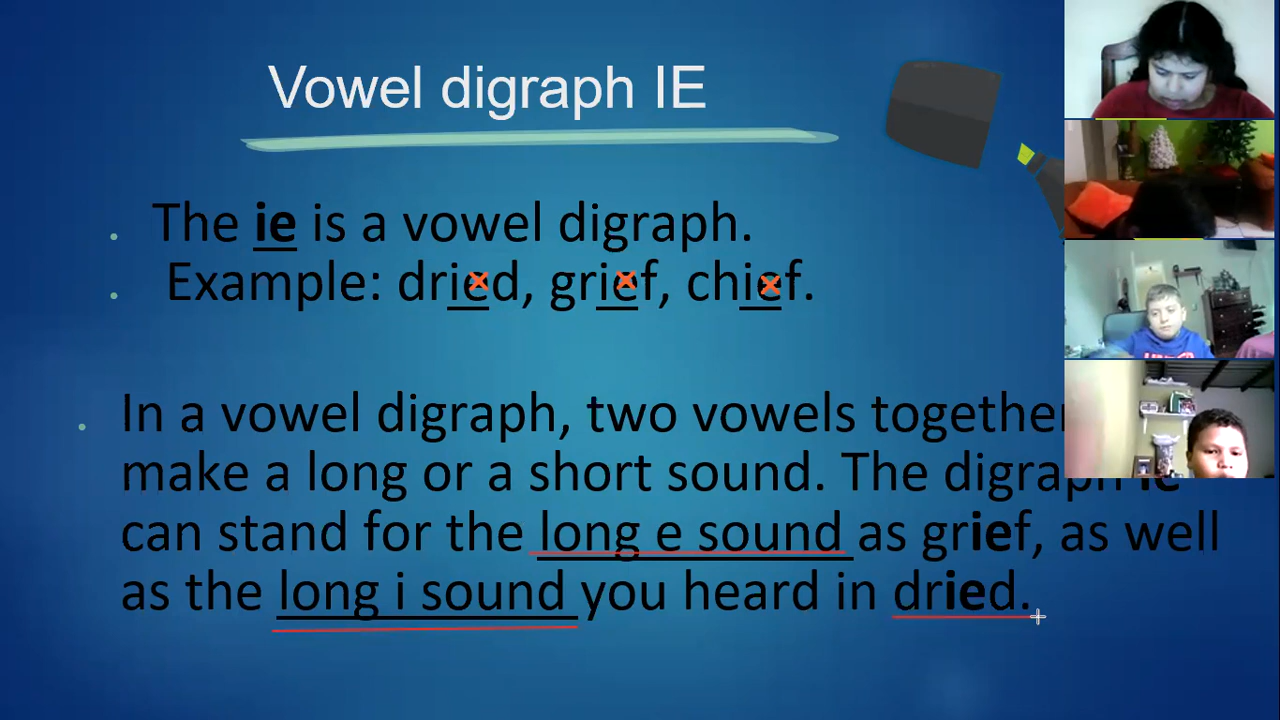 Vowel digraph IE
The ie is a vowel digraph.
Example: dried, grief, chief.
In a vowel digraph, two vowels together
make a long or a short sound. The digraph ie
can stand for the long e sound as grief, as well
as the long i sound you heard in dried.